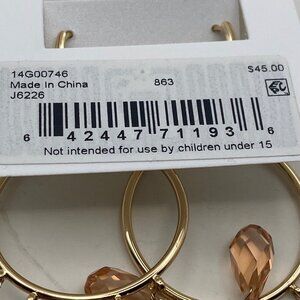 14G00746
Made in China 863 $45.00
J6226
6 42447 71193 6
Not intended for use by children under 15